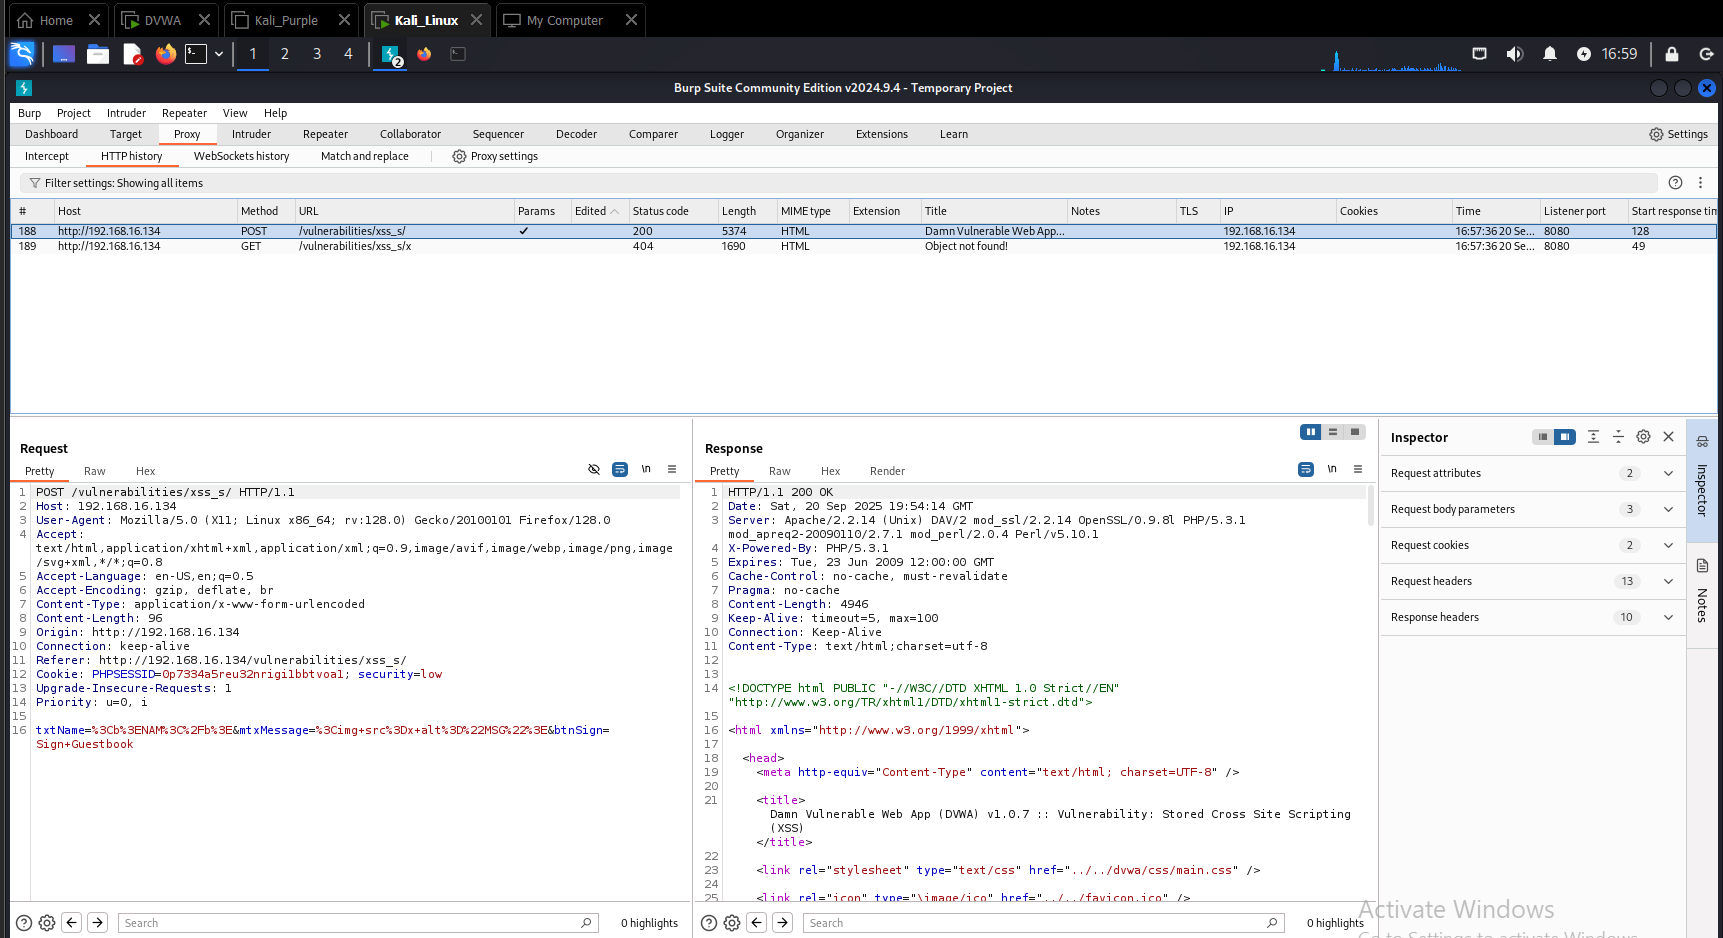 Home DVWA Kali_Purple Kali_Linux My Computer
1 2 3 4 2 16:59
Burp Suite Community Edition v2024.9.4 - Temporary Project
Burp Project Intruder Repeater View Help
Dashboard Target Proxy Intruder Repeater Collaborator Sequencer Decoder Comparer Logger Organizer Extensions Learn Settings
Intercept HTTP history WebSockets history Match and replace Proxy settings
Filter settings: Showing all items
# Host Method URL Params Edited Status code Length MIME type Extension Title Notes TLS IP Cookies Time Listener port Start response tim
188 http://192.168.16.134 POST /vulnerabilities/xss_s/ ✓ 200 5374 HTML Damn Vulnerable Web App... 192.168.16.134 16:57:36 20 Se... 8080 128
189 http://192.168.16.134 GET /vulnerabilities/xss_s/x 404 1690 HTML Object not found! 192.168.16.134 16:57:36 20 Se... 8080 49
Request
Pretty Raw Hex \n
1 POST /vulnerabilities/xss_s/ HTTP/1.1
2 Host: 192.168.16.134
3 User-Agent: Mozilla/5.0 (X11; Linux x86_64; rv:128.0) Gecko/20100101 Firefox/128.0
4 Accept:
text/html,application/xhtml+xml,application/xml;q=0.9,image/avif,image/webp,image/png,image
/svg+xml,*/*;q=0.8
5 Accept-Language: en-US,en;q=0.5
6 Accept-Encoding: gzip, deflate, br
7 Content-Type: application/x-www-form-urlencoded
8 Content-Length: 96
9 Origin: http://192.168.16.134
10 Connection: keep-alive
11 Referer: http://192.168.16.134/vulnerabilities/xss_s/
12 Cookie: PHPSESSID=0p7334a5reu32nrigi1bbtvoa1; security=low
13 Upgrade-Insecure-Requests: 1
14 Priority: u=0, i
15
16 txtName=%3Cb%3ENAM%3C%2Fb%3E&mtxMessage=%3Cimg+src%3Dx+alt%3D%22MSG%22%3E&btnSign=
Sign+Guestbook
Search 0 highlights
Response
Pretty Raw Hex Render \n
1 HTTP/1.1 200 OK
2 Date: Sat, 20 Sep 2025 19:54:14 GMT
3 Server: Apache/2.2.14 (Unix) DAV/2 mod_ssl/2.2.14 OpenSSL/0.9.8l PHP/5.3.1
mod_apreq2-20090110/2.7.1 mod_perl/2.0.4 Perl/v5.10.1
4 X-Powered-By: PHP/5.3.1
5 Expires: Tue, 23 Jun 2009 12:00:00 GMT
6 Cache-Control: no-cache, must-revalidate
7 Pragma: no-cache
8 Content-Length: 4946
9 Keep-Alive: timeout=5, max=100
10 Connection: Keep-Alive
11 Content-Type: text/html;charset=utf-8
12
13
14 <!DOCTYPE html PUBLIC "-//W3C//DTD XHTML 1.0 Strict//EN"
"http://www.w3.org/TR/xhtml1/DTD/xhtml1-strict.dtd">
15
16 <html xmlns="http://www.w3.org/1999/xhtml">
17
18 <head>
19 <meta http-equiv="Content-Type" content="text/html; charset=UTF-8" />
20
21 <title>
Damn Vulnerable Web App (DVWA) v1.0.7 :: Vulnerability: Stored Cross Site Scripting
(XSS)
</title>
22
23 <link rel="stylesheet" type="text/css" href="../../dvwa/css/main.css" />
24
25 <link rel="icon" type="\image/ico" href="../../favicon.ico" />
Search 0 highlights
Inspector
Request attributes 2
Request body parameters 3
Request cookies 2
Request headers 13
Response headers 10
Inspector
Notes
Activate Windows
Go to Settings to activate Windows.